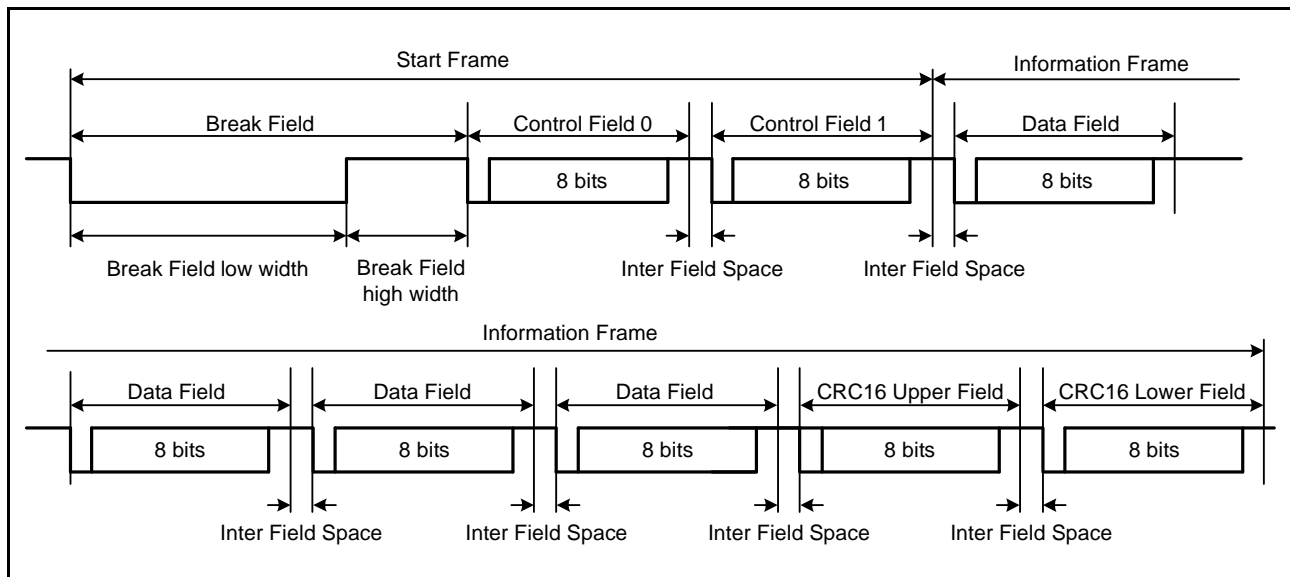 Start Frame
Information Frame
Break Field
Control Field 0
Control Field 1
Data Field
8 bits
8 bits
8 bits
Break Field low width
Break Field
high width
Inter Field Space
Inter Field Space
Information Frame
Data Field
Data Field
Data Field
CRC16 Upper Field
CRC16 Lower Field
8 bits
8 bits
8 bits
8 bits
8 bits
Inter Field Space
Inter Field Space
Inter Field Space
Inter Field Space